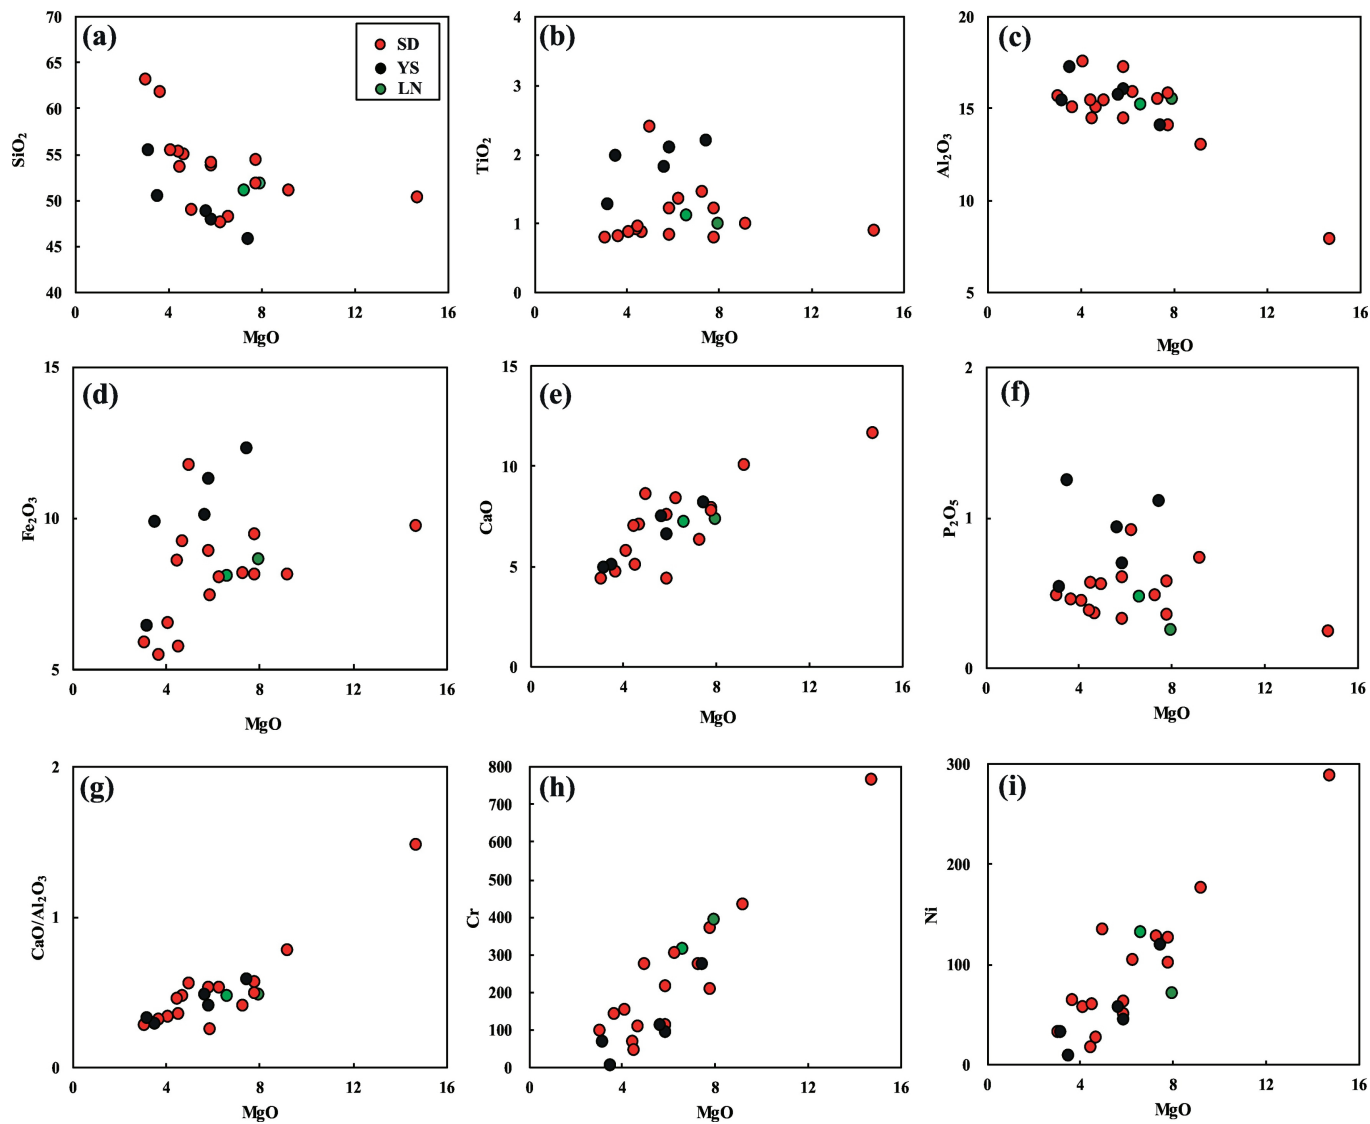 (a)
SD
YS
LN
SiO2
70
65
60
55
50
45
40
0 4 8 12 16
MgO
(b)
TiO2
4
3
2
1
0
0 4 8 12 16
MgO
(c)
Al2O3
20
15
10
5
0 4 8 12 16
MgO
(d)
Fe2O3
15
10
5
0 4 8 12 16
MgO
(e)
CaO
15
10
5
0
0 4 8 12 16
MgO
(f)
P2O5
2
1
0
0 4 8 12 16
MgO
(g)
CaO/Al2O3
2
1
0
0 4 8 12 16
MgO
(h)
Cr
800
700
600
500
400
300
200
100
0
0 4 8 12 16
MgO
(i)
Ni
300
200
100
0
0 4 8 12 16
MgO